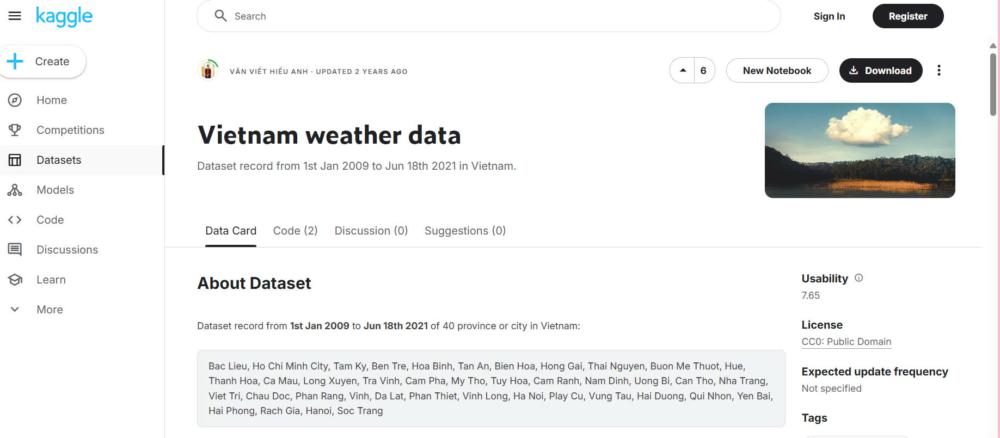 kaggle
Search
Sign In
Register
Create
Home
Competitions
Datasets
Models
Code
Discussions
Learn
More
VĂN VIẾT HIẾU ANH · UPDATED 2 YEARS AGO
6
New Notebook
Download
Vietnam weather data
Dataset record from 1st Jan 2009 to Jun 18th 2021 in Vietnam.
Data Card
Code (2)
Discussion (0)
Suggestions (0)
About Dataset
Dataset record from 1st Jan 2009 to Jun 18th 2021 of 40 province or city in Vietnam:
Bac Lieu, Ho Chi Minh City, Tam Ky, Ben Tre, Hoa Binh, Tan An, Bien Hoa, Hong Gai, Thai Nguyen, Buon Me Thuot, Hue,
Thanh Hoa, Ca Mau, Long Xuyen, Tra Vinh, Cam Pha, My Tho, Tuy Hoa, Cam Ranh, Nam Dinh, Uong Bi, Can Tho, Nha Trang,
Viet Tri, Chau Doc, Phan Rang, Vinh, Da Lat, Phan Thiet, Vinh Long, Ha Noi, Play Cu, Vung Tau, Hai Duong, Qui Nhon, Yen Bai,
Hai Phong, Rach Gia, Hanoi, Soc Trang
Usability
7.65
License
CC0: Public Domain
Expected update frequency
Not specified
Tags